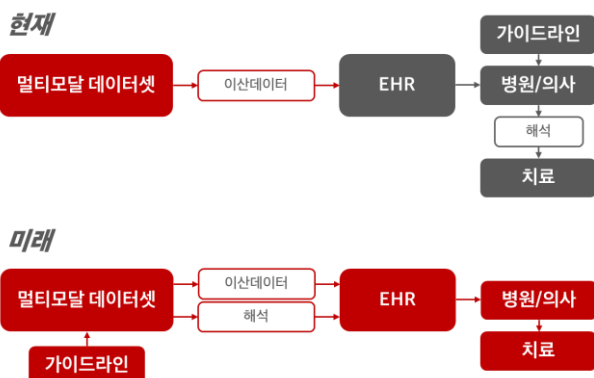 현재
가이드라인
멀티모달 데이터셋
이산데이터
EHR
병원/의사
해석
치료
미래
멀티모달 데이터셋
이산데이터
해석
EHR
병원/의사
치료
가이드라인